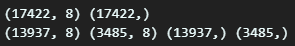 (17422, 8) (17422,)
(13937, 8) (3485, 8) (13937,) (3485,)